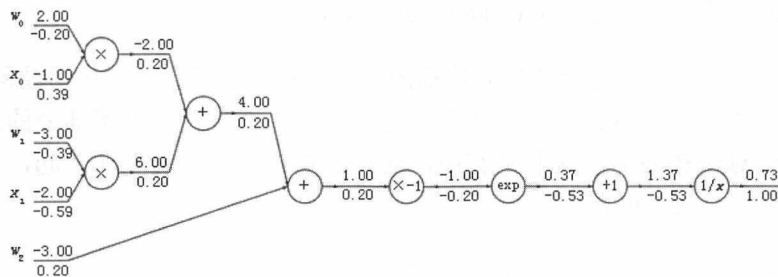 W0 2.00
-0.20
× -2.00
0.20
X0 -1.00
0.39
+ 4.00
0.20
W1 -3.00
-0.39
× 6.00
0.20
X1 -2.00
-0.59
+ 1.00 ×-1 -1.00 exp 0.37 +1 1.37 1/x 0.73
0.20 -0.20 -0.53 -0.53 1.00
W2 -3.00
0.20